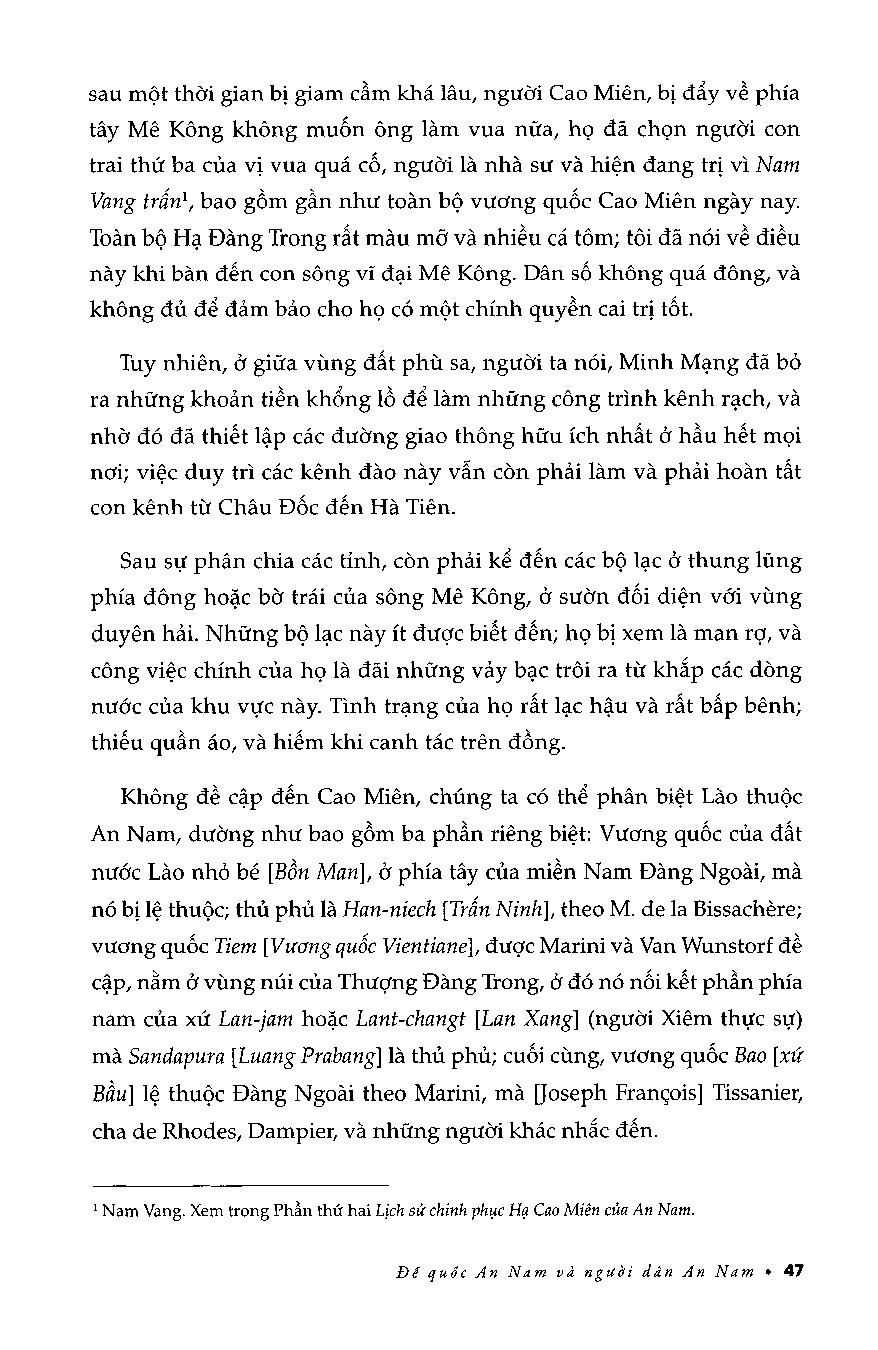 sau một thời gian bị giam cầm khá lâu, người Cao Miên, bị đẩy về phía
tây Mê Kông không muốn ông làm vua nữa, họ đã chọn người con
trai thứ ba của vị vua quá cố, người là nhà sư và hiện đang trị vì Nam
Vang trấn¹, bao gồm gần như toàn bộ vương quốc Cao Miên ngày nay.
Toàn bộ Hạ Đàng Trong rất màu mỡ và nhiều cá tôm; tôi đã nói về điều
này khi bàn đến con sông vĩ đại Mê Kông. Dân số không quá đông, và
không đủ để đảm bảo cho họ có một chính quyền cai trị tốt.
Tuy nhiên, ở giữa vùng đất phù sa, người ta nói, Minh Mạng đã bỏ
ra những khoản tiền khổng lồ để làm những công trình kênh rạch, và
nhờ đó đã thiết lập các đường giao thông hữu ích nhất ở hầu hết mọi
nơi; việc duy trì các kênh đào này vẫn còn phải làm và phải hoàn tất
con kênh từ Châu Đốc đến Hà Tiên.
Sau sự phân chia các tỉnh, còn phải kể đến các bộ lạc ở thung lũng
phía đông hoặc bờ trái của sông Mê Kông, ở sườn đối diện với vùng
duyên hải. Những bộ lạc này ít được biết đến; họ bị xem là man rợ, và
công việc chính của họ là đãi những vảy bạc trôi ra từ khắp các dòng
nước của khu vực này. Tình trạng của họ rất lạc hậu và rất bấp bênh;
thiếu quần áo, và hiếm khi canh tác trên đồng.
Không đề cập đến Cao Miên, chúng ta có thể phân biệt Lào thuộc
An Nam, dường như bao gồm ba phần riêng biệt: Vương quốc của đất
nước Lào nhỏ bé [Bồn Man], ở phía tây của miền Nam Đàng Ngoài, mà
nó bị lệ thuộc; thủ phủ là Han-niech [Trấn Ninh], theo M. de la Bissachère;
vương quốc Tiem [Vương quốc Vientiane], được Marini và Van Wunstorf đề
cập, nằm ở vùng núi của Thượng Đàng Trong, ở đó nó nối kết phần phía
nam của xứ Lan-jam hoặc Lant-changt [Lan Xang] (người Xiêm thực sự)
mà Sandapura [Luang Prabang] là thủ phủ; cuối cùng, vương quốc Bao [xứ
Bầu] lệ thuộc Đàng Ngoài theo Marini, mà [Joseph François] Tissanier,
cha de Rhodes, Dampier, và những người khác nhắc đến.
¹ Nam Vang. Xem trong Phần thứ hai Lịch sử chinh phục Hạ Cao Miên của An Nam.
Đế quốc An Nam và người dân An Nam • 47